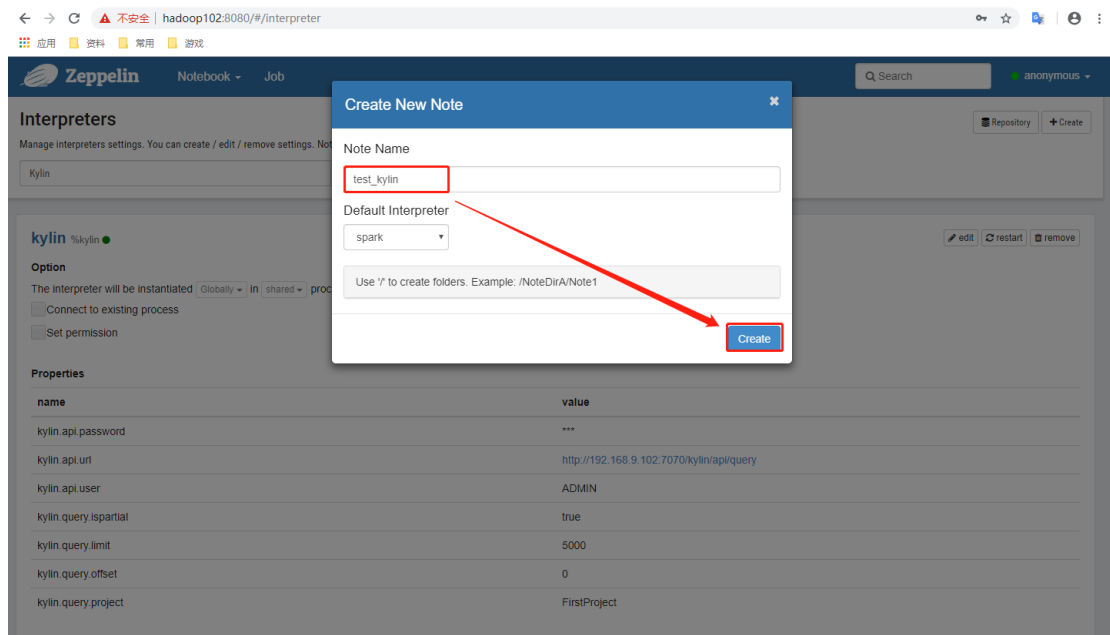 不安全 | hadoop102:8080/#/interpreter
应用 资料 常用 游戏
Zeppelin Notebook Job Search anonymous
Create New Note ×
Interpreters Repository + Create
Manage interpreters settings. You can create / edit / remove settings. Not
Note Name
Kylin
test_kylin
Default Interpreter
spark
kylin %kylin edit restart remove
Option
Use '/' to create folders. Example: /NoteDirA/Note1
The interpreter will be instantiated Globally in shared proc
Connect to existing process
Set permission
Create
Properties
name value
kylin.api.password ***
kylin.api.url http://192.168.9.102:7070/kylin/api/query
kylin.api.user ADMIN
kylin.query.ispartial true
kylin.query.limit 5000
kylin.query.offset 0
kylin.query.project FirstProject